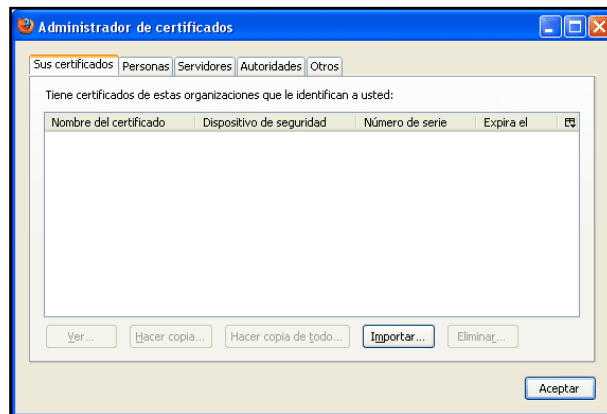 Administrador de certificados
Sus certificados Personas Servidores Autoridades Otros
Tiene certificados de estas organizaciones que le identifican a usted:
Nombre del certificado Dispositivo de seguridad Número de serie Expira el
Ver... Hacer copia... Hacer copia de todo... Importar... Eliminar...
Aceptar